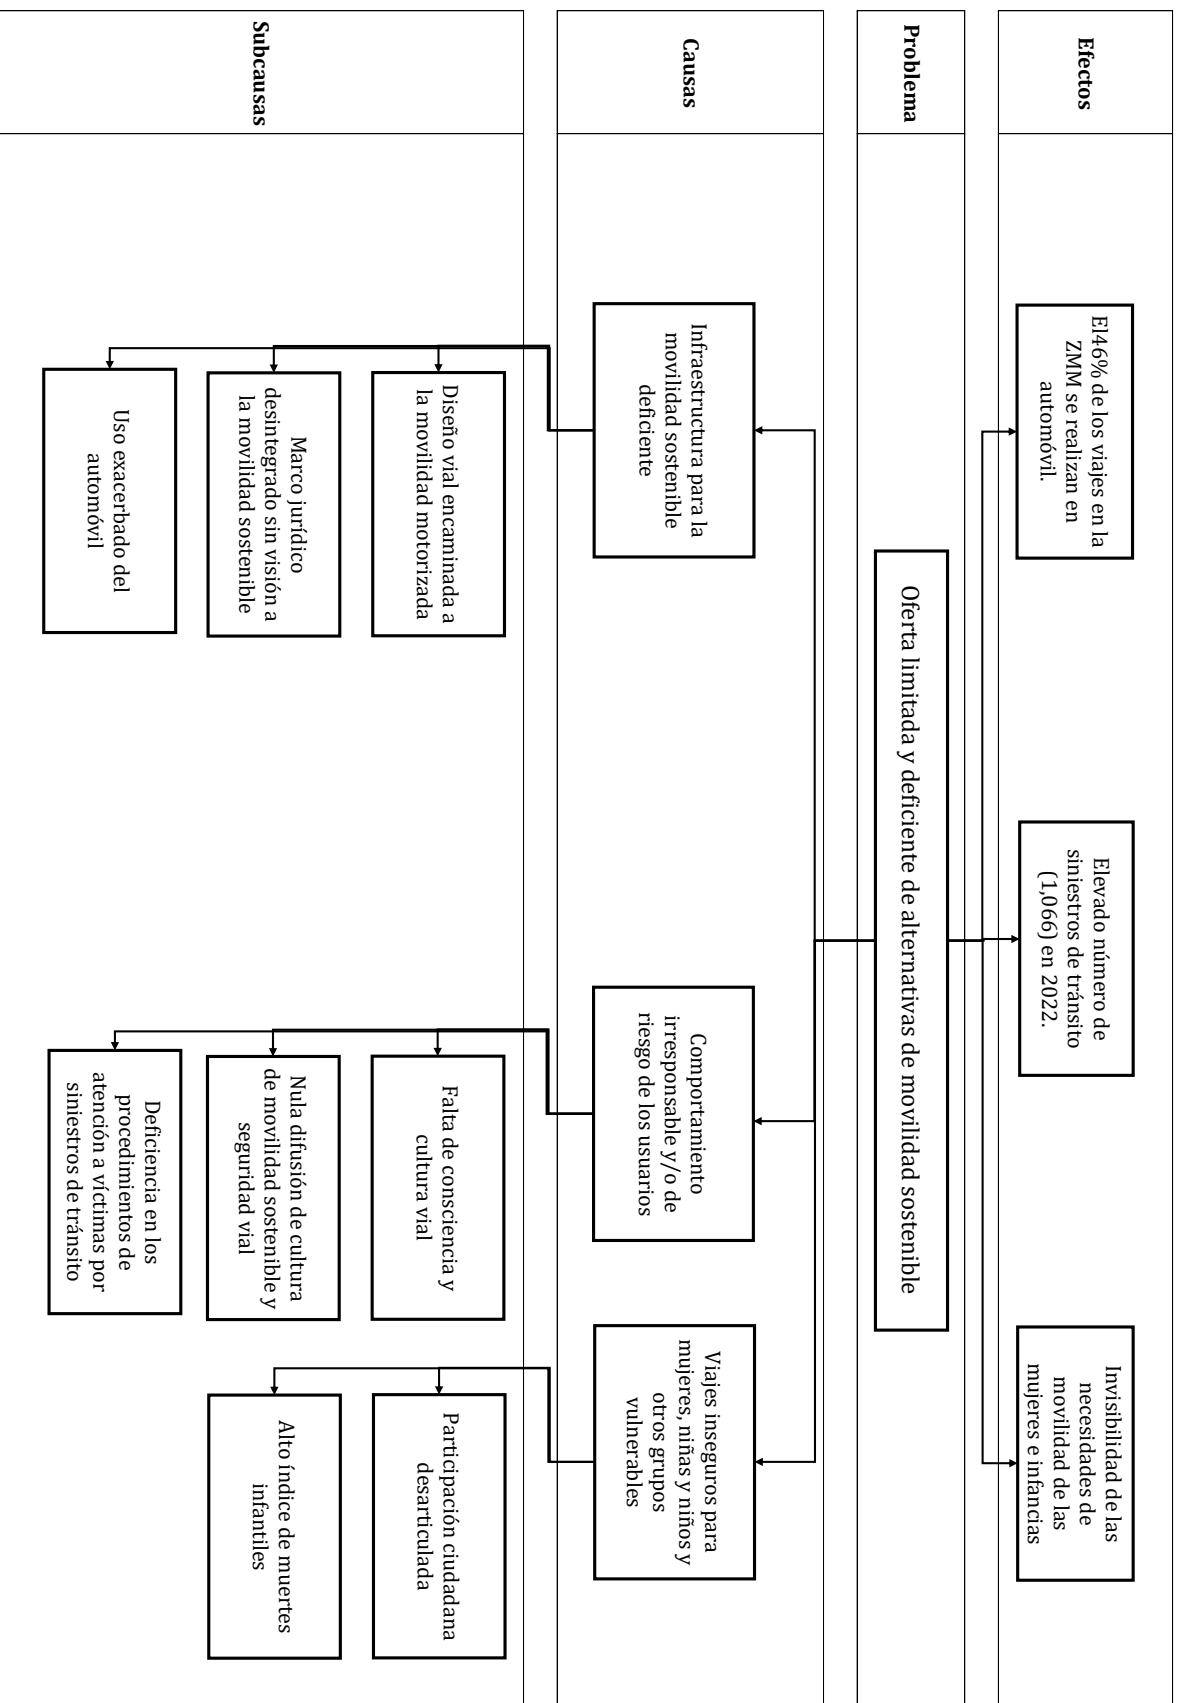 Efectos
El46% de los viajes en la
ZMM se realizan en
automóvil.
Elevado número de
siniestros de tránsito
(1,066) en 2022.
Invisibilidad de las
necesidades de
movilidad de las
mujeres e infancias
Problema
Oferta limitada y deficiente de alternativas de movilidad sostenible
Causas
Infraestructura para la
movilidad sostenible
deficiente
Comportamiento
irresponsable y/o de
riesgo de los usuarios
Viajes inseguros para
mujeres, niñas y niños y
otros grupos
vulnerables
Subcausas
Diseño vial encaminada a
la movilidad motorizada
Marco jurídico
desintegrado sin visión a
la movilidad sostenible
Uso exacerbado del
automóvil
Falta de consciencia y
cultura vial
Nula difusión de cultura
de movilidad sostenible y
seguridad vial
Deficiencia en los
procedimientos de
atención a víctimas por
siniestros de tránsito
Participación ciudadana
desarticulada
Alto índice de muertes
infantiles